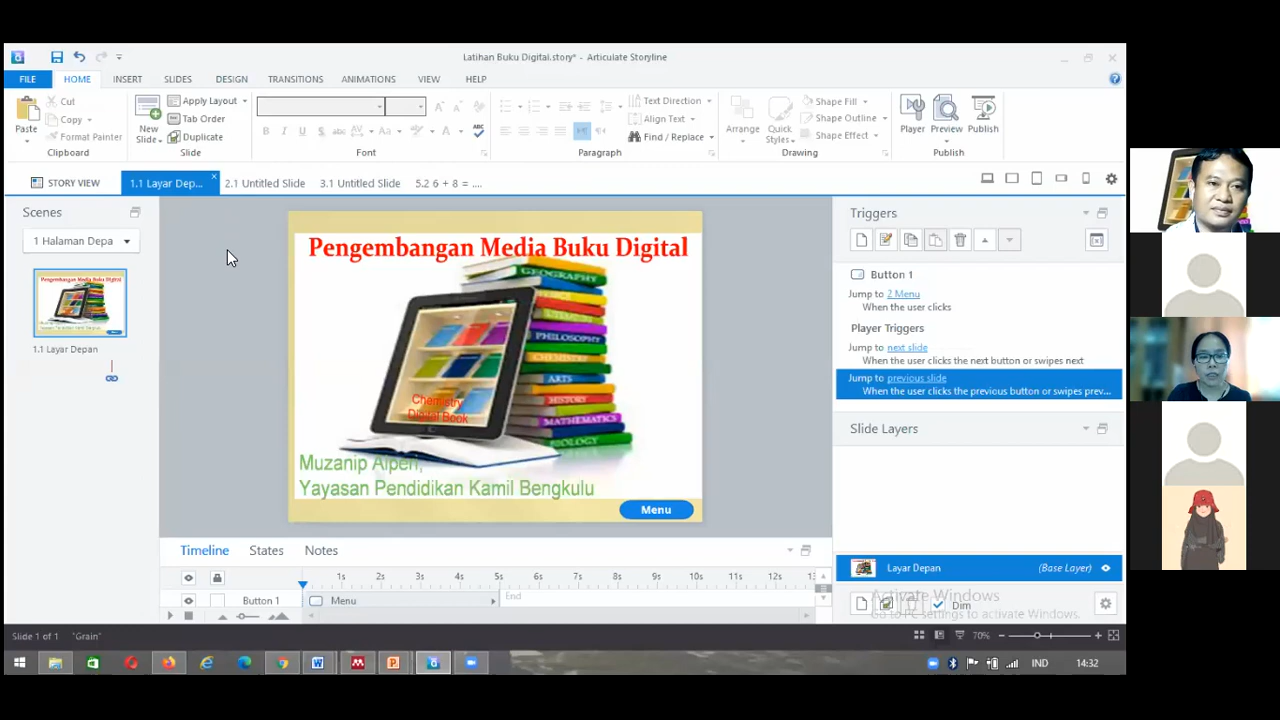 Latihan Buku Digital.story* - Articulate Storyline
FILE HOME INSERT SLIDES DESIGN TRANSITIONS ANIMATIONS VIEW HELP
Paste
Cut
Copy
Format Painter
Clipboard
New Slide
Apply Layout
Tab Order
Duplicate
Slide
Font
Text Direction
Align Text
Find / Replace
Paragraph
Arrange
Quick Styles
Shape Fill
Shape Outline
Shape Effect
Drawing
Player
Preview
Publish
Publish
STORY VIEW
1.1 Layar Dep...
2.1 Untitled Slide
3.1 Untitled Slide
5.2 6 + 8 = ....
Scenes
1 Halaman Depa
1.1 Layar Depan
Pengembangan Media Buku Digital
GEOGRAPHY
PHILOSOPHY
CHEMISTRY
ARTS
HISTORY
MATHEMATICS
BIOLOGY
Chemistry
Digital Book
Muzanip Alperi,
Yayasan Pendidikan Kamil Bengkulu
Menu
Triggers
Button 1
Jump to 2 Menu
When the user clicks
Player Triggers
Jump to next slide
When the user clicks the next button or swipes next
Jump to previous slide
When the user clicks the previous button or swipes prev...
Slide Layers
Layar Depan (Base Layer)
Dim
Activate Windows
Go to PC settings to activate Windows.
Timeline States Notes
1s 2s 3s 4s 5s 6s 7s 8s 9s 10s 11s 12s
Button 1
Menu
End
Slide 1 of 1 "Grain"
70%
IND 14:32